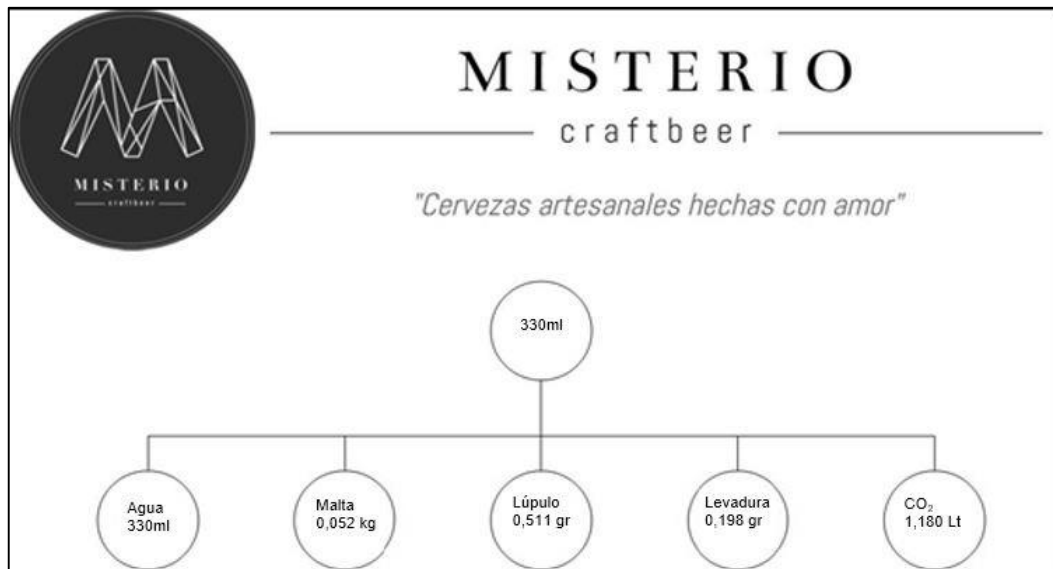 MISTERIO
craftbeer
MISTERIO
craftbeer
"Cervezas artesanales hechas con amor"
330ml
Agua
330ml
Malta
0,052 kg
Lúpulo
0,511 gr
Levadura
0,198 gr
CO₂
1,180 Lt